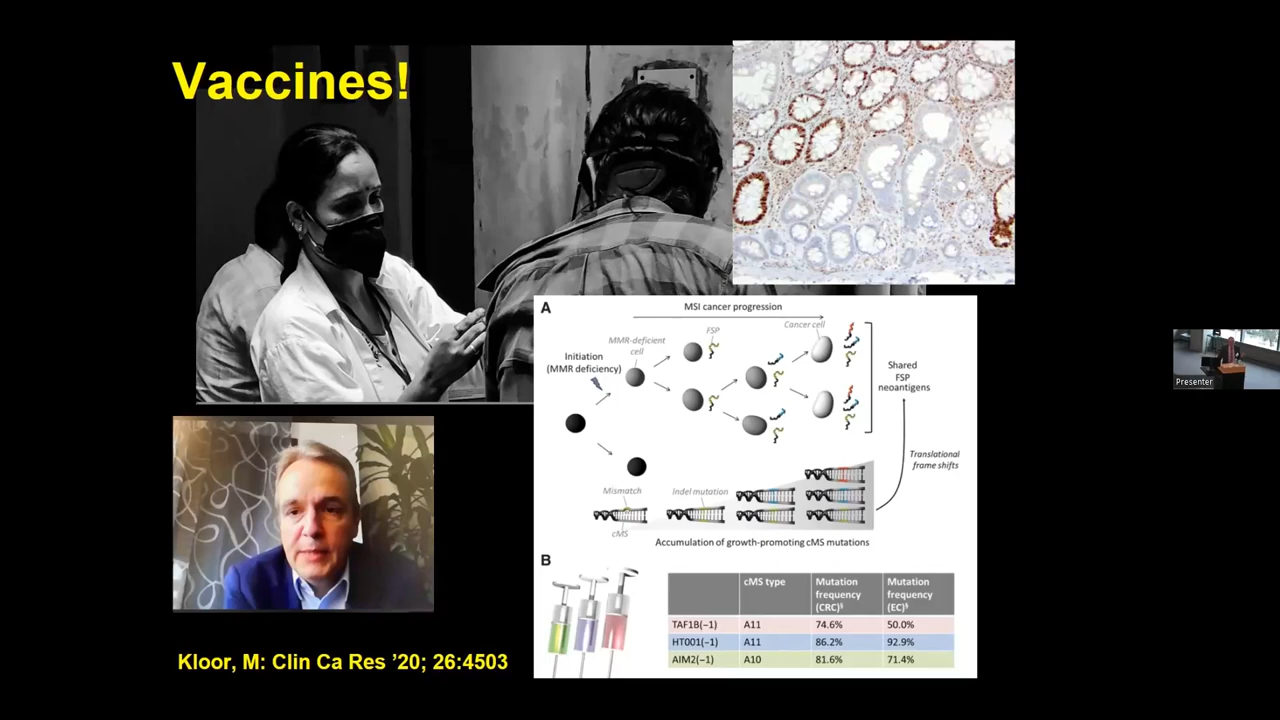 Vaccines!
A
MSI cancer progression
Initiation
(MMR deficiency)
MMR-deficient
cell
FSP
Cancer cell
Shared
FSP
neoantigens
Translational
frame shifts
Mismatch
cMS
Indel mutation
Accumulation of growth-promoting cMS mutations
B
cMS type
Mutation
frequency
(CRC)§
Mutation
frequency
(EC)§
TAF1B(−1) A11 74.6% 50.0%
HT001(−1) A11 86.2% 92.9%
AIM2(−1) A10 81.6% 71.4%
Kloor, M: Clin Ca Res ’20; 26:4503
Presenter